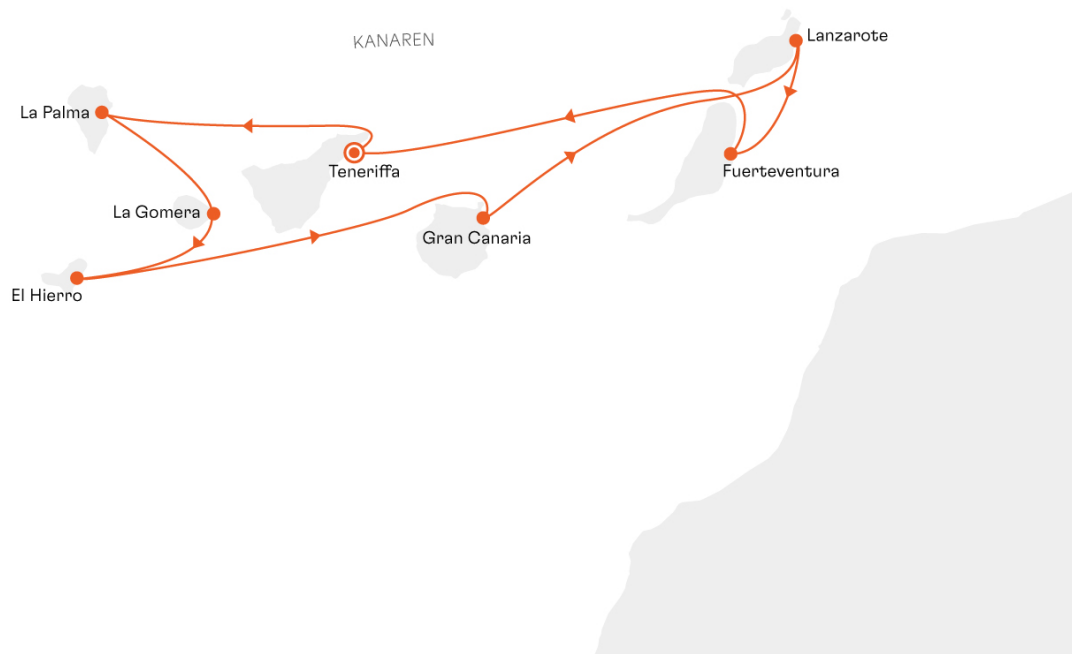 KANAREN
Lanzarote
La Palma
Teneriffa
Fuerteventura
La Gomera
Gran Canaria
El Hierro